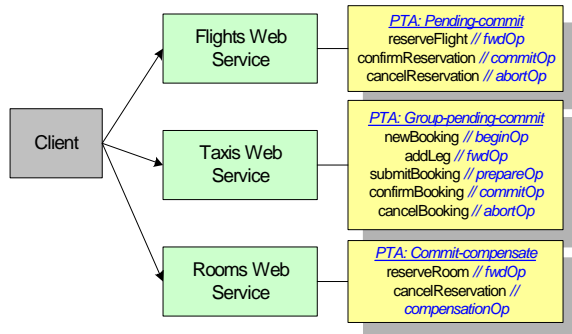 Client
Flights Web
Service
PTA: Pending-commit
reserveFlight // fwdOp
confirmReservation // commitOp
cancelReservation // abortOp
Taxis Web
Service
PTA: Group-pending-commit
newBooking // beginOp
addLeg // fwdOp
submitBooking // prepareOp
confirmBooking // commitOp
cancelBooking // abortOp
Rooms Web
Service
PTA: Commit-compensate
reserveRoom // fwdOp
cancelReservation //
compensationOp